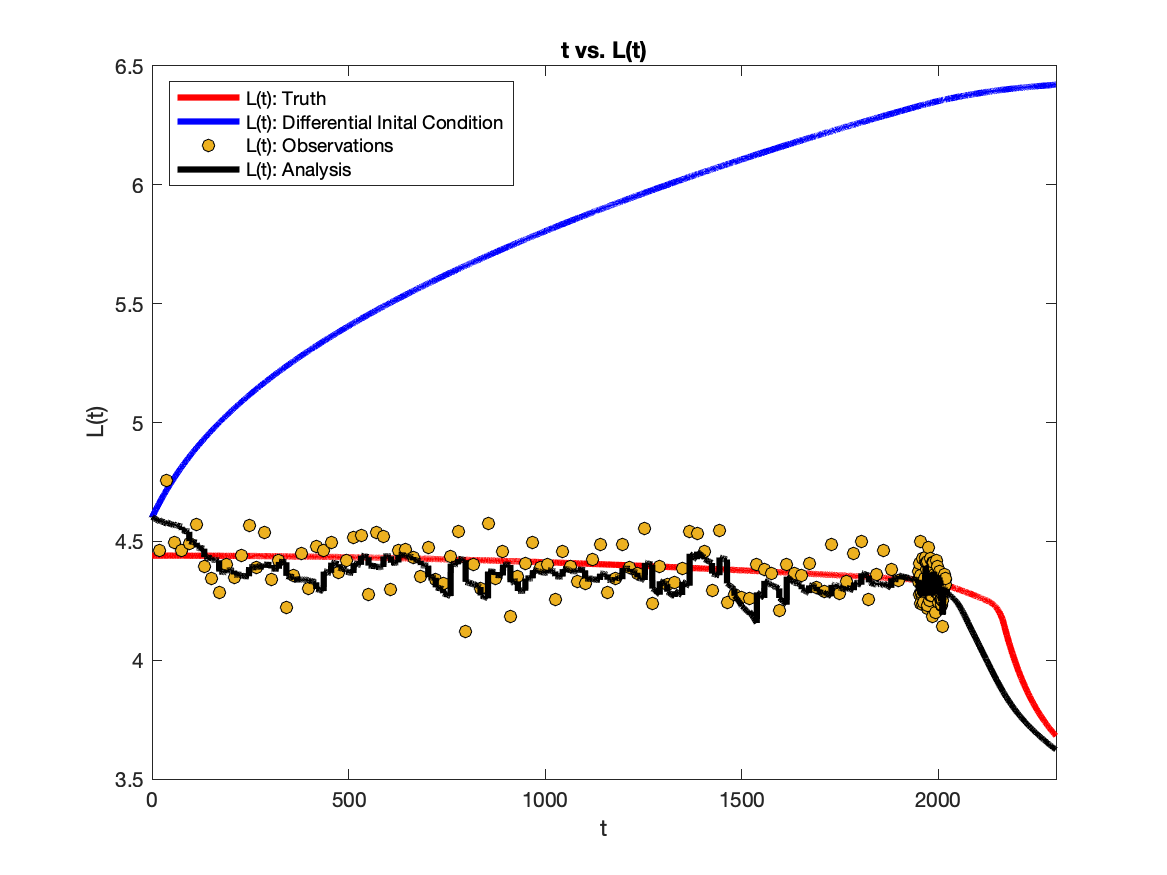 t vs. L(t)
6.5
6
5.5
5
4.5
4
3.5
L(t)
L(t): Truth
L(t): Differential Inital Condition
L(t): Observations
L(t): Analysis
0 500 1000 1500 2000
t